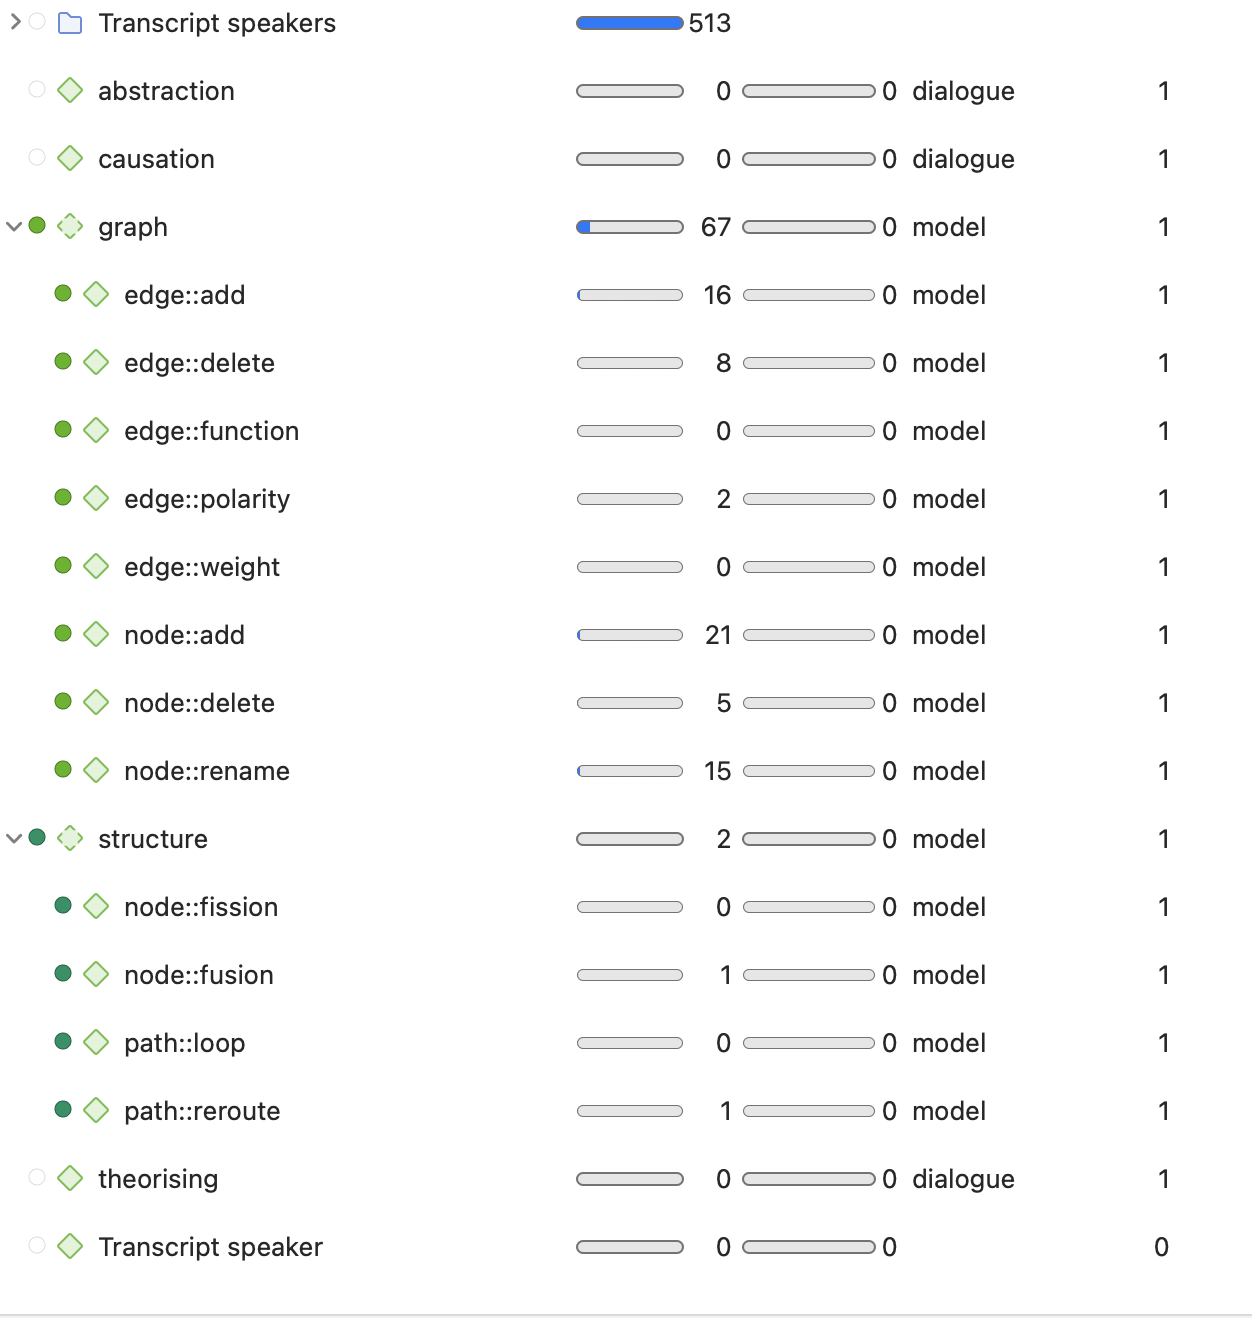 Transcript speakers 513
abstraction 0 0 dialogue 1
causation 0 0 dialogue 1
graph 67 0 model 1
edge::add 16 0 model 1
edge::delete 8 0 model 1
edge::function 0 0 model 1
edge::polarity 2 0 model 1
edge::weight 0 0 model 1
node::add 21 0 model 1
node::delete 5 0 model 1
node::rename 15 0 model 1
structure 2 0 model 1
node::fission 0 0 model 1
node::fusion 1 0 model 1
path::loop 0 0 model 1
path::reroute 1 0 model 1
theorising 0 0 dialogue 1
Transcript speaker 0 0 0